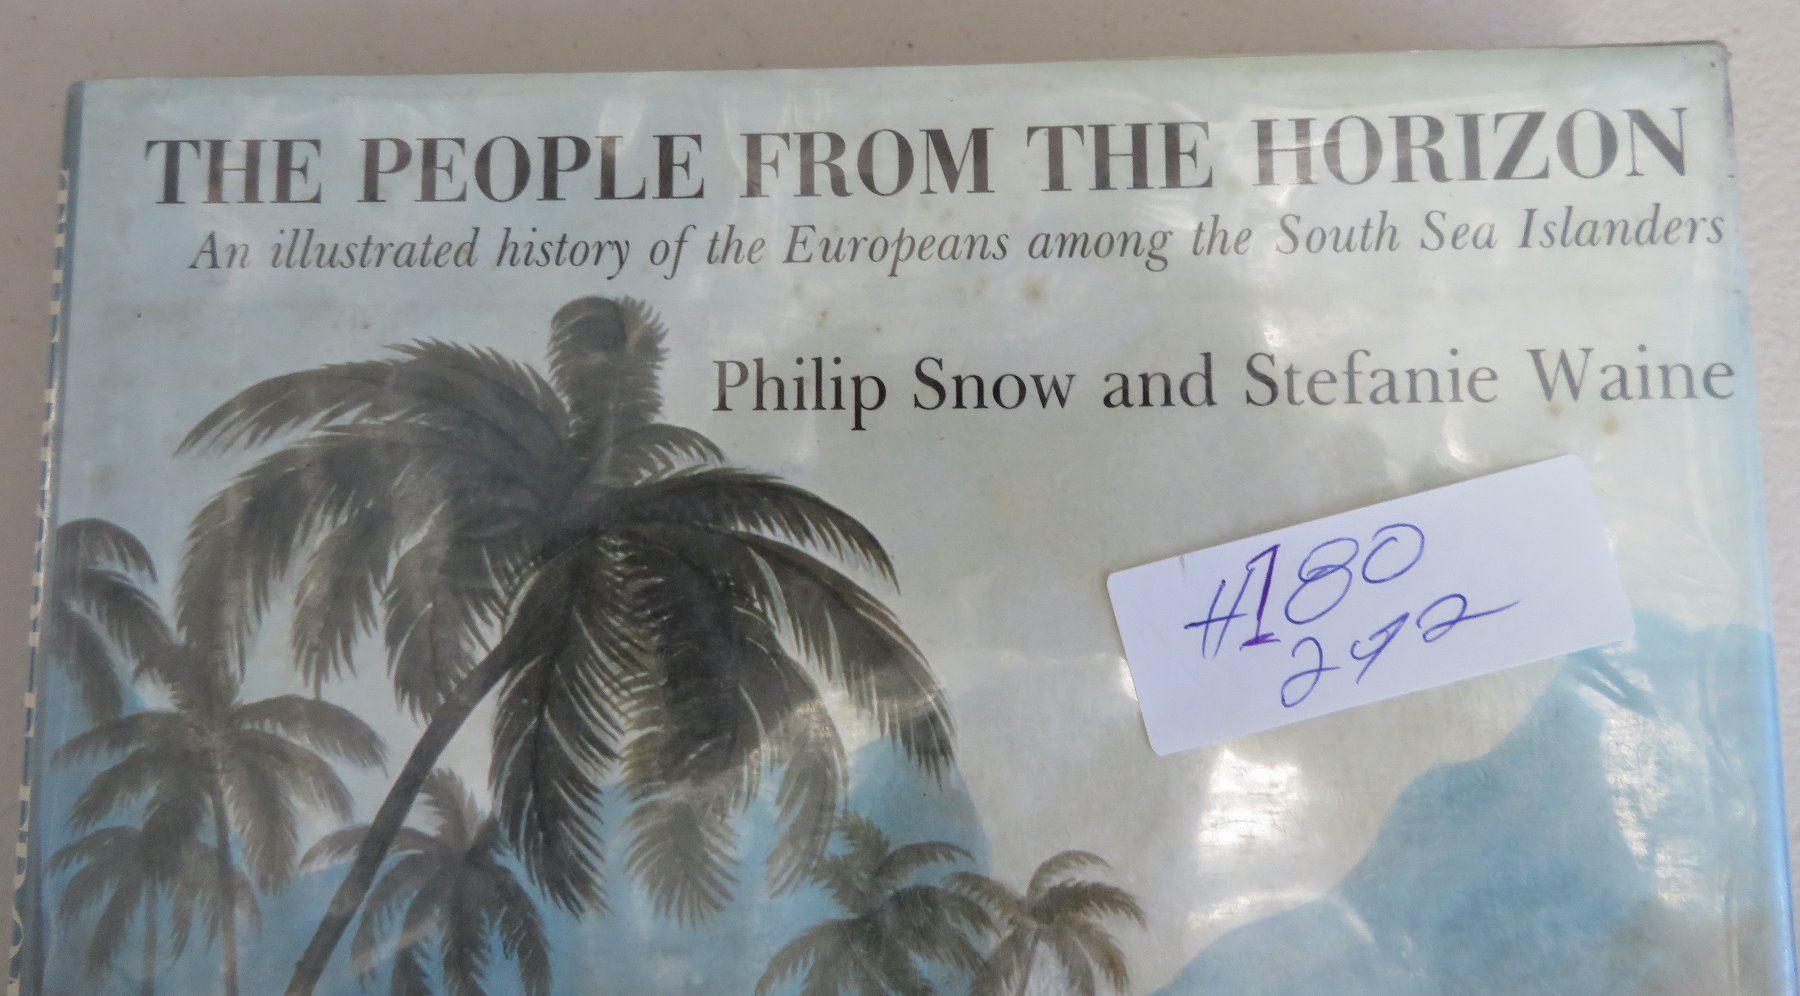 THE PEOPLE FROM THE HORIZON
An illustrated history of the Europeans among the South Sea Islanders
Philip Snow and Stefanie Waine
#180
292